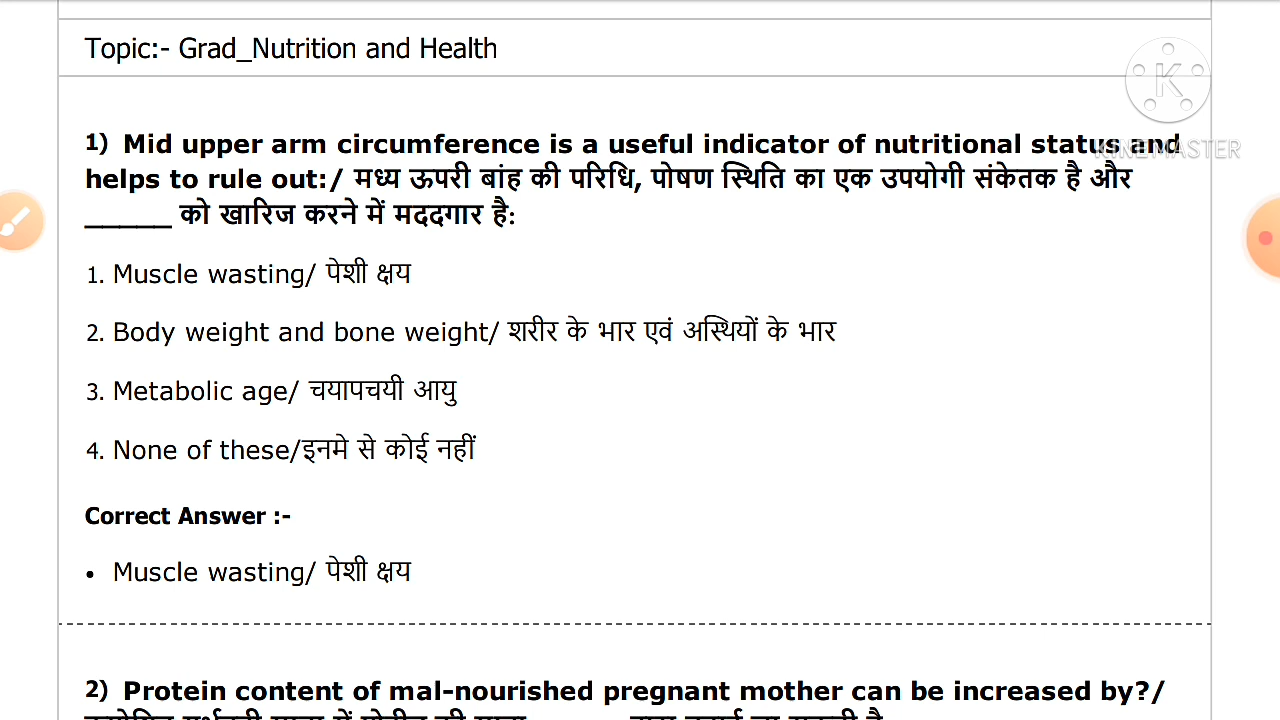 Topic:- Grad_Nutrition and Health
K
KINEMASTER
1) Mid upper arm circumference is a useful indicator of nutritional status and
helps to rule out:/ मध्य ऊपरी बांह की परिधि, पोषण स्थिति का एक उपयोगी संकेतक है और
_____ को खारिज करने में मददगार है:
1. Muscle wasting/ पेशी क्षय
2. Body weight and bone weight/ शरीर के भार एवं अस्थियों के भार
3. Metabolic age/ चयापचयी आयु
4. None of these/इनमे से कोई नहीं
Correct Answer :-
• Muscle wasting/ पेशी क्षय
2) Protein content of mal-nourished pregnant mother can be increased by?/